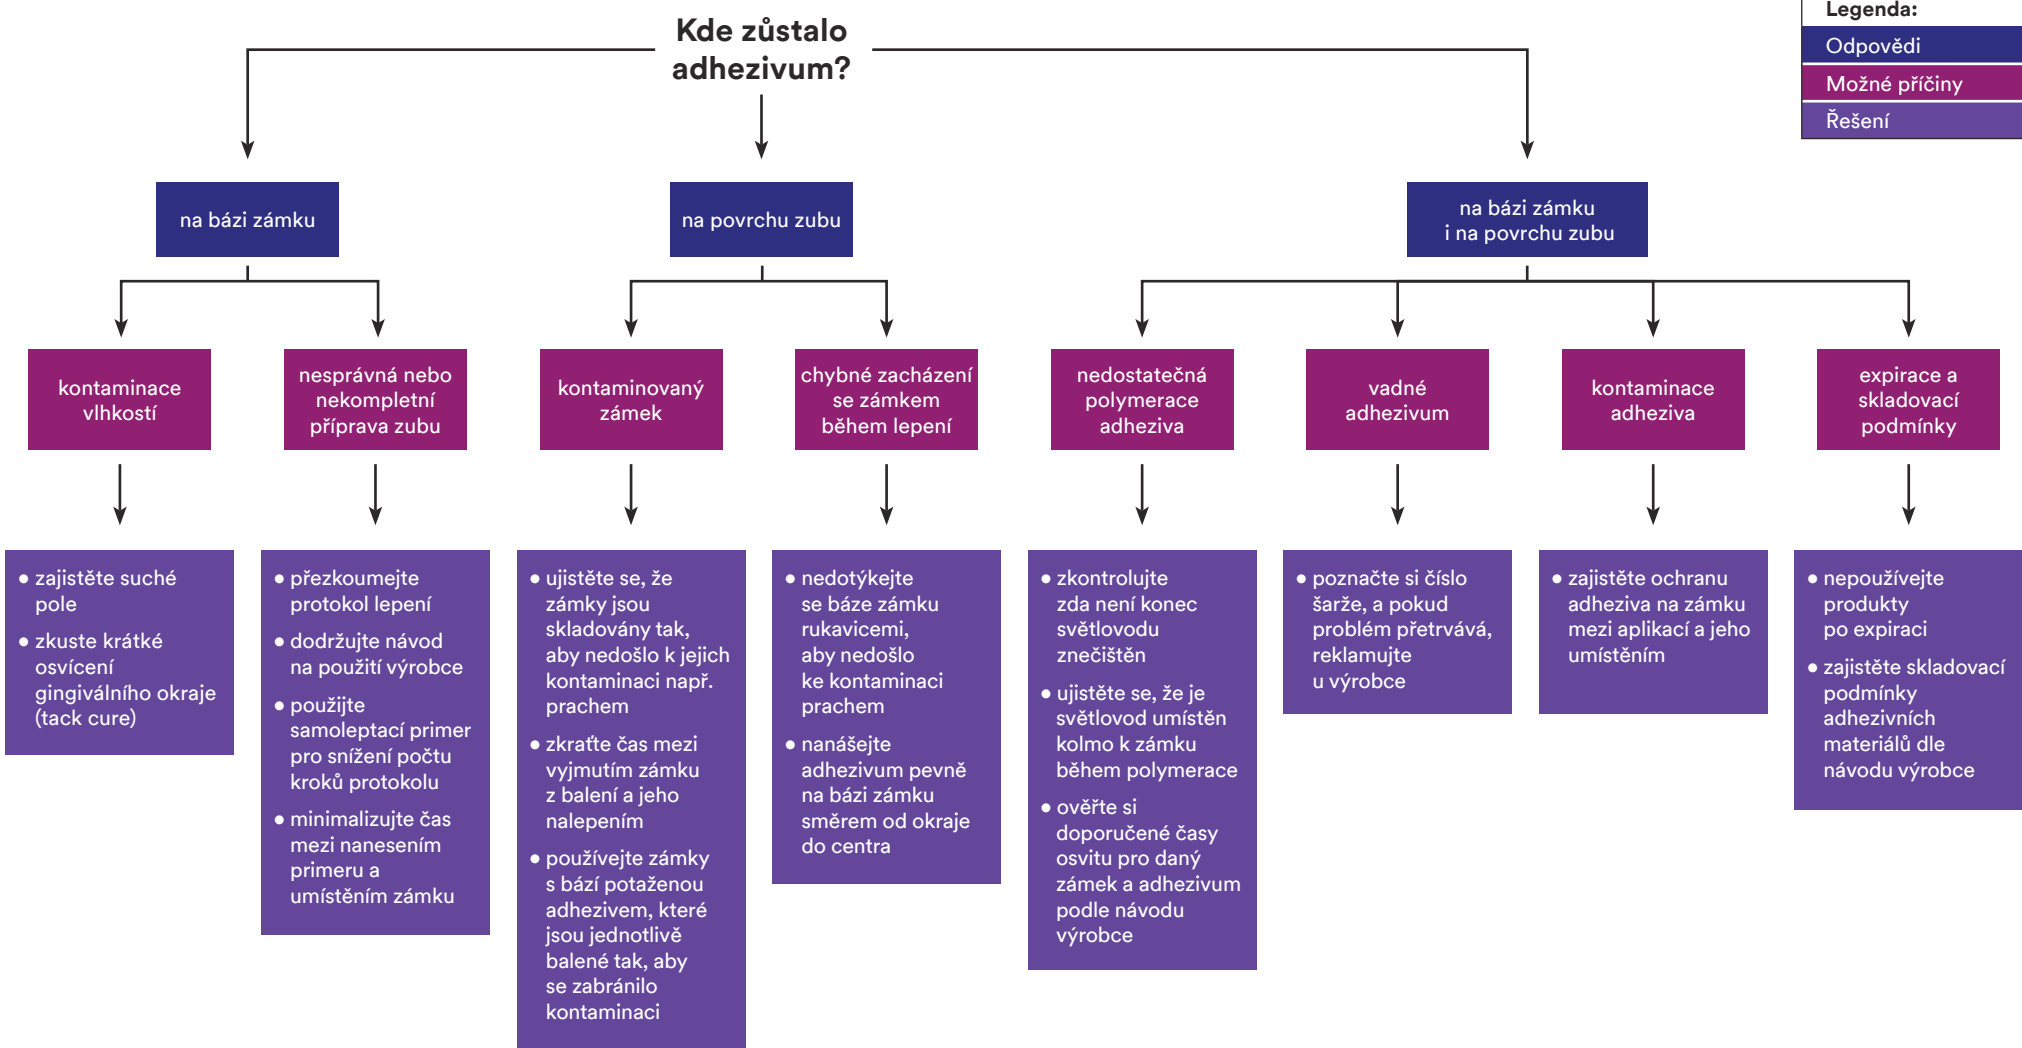 Kde zůstalo
adhezivum?
Legenda:
Odpovědi
Možné příčiny
Řešení
na bázi zámku
na povrchu zubu
na bázi zámku
i na povrchu zubu
kontaminace
vlhkostí
nesprávná nebo
nekompletní
příprava zubu
kontaminovaný
zámek
chybné zacházení
se zámkem
během lepení
nedostatečná
polymerace
adheziva
vadné
adhezivum
kontaminace
adheziva
expirace a
skladovací
podmínky
• zajistěte suché
pole
• zkuste krátké
osvícení
gingiválního okraje
(tack cure)
• přezkoumejte
protokol lepení
• dodržujte návod
na použití výrobce
• použijte
samoleptací primer
pro snížení počtu
kroků protokolu
• minimalizujte čas
mezi nanesením
primeru a
umístěním zámku
• ujistěte se, že
zámky jsou
skladovány tak,
aby nedošlo k jejich
kontaminaci např.
prachem
• zkraťte čas mezi
vyjmutím zámku
z balení a jeho
nalepením
• používejte zámky
s bází potaženou
adhezivem, které
jsou jednotlivě
balené tak, aby
se zabránilo
kontaminaci
• nedotýkejte
se báze zámku
rukavicemi,
aby nedošlo
ke kontaminaci
prachem
• nanášejte
adhezivum pevně
na bázi zámku
směrem od okraje
do centra
• zkontrolujte
zda není konec
světlovodu
znečištěn
• ujistěte se, že je
světlovod umístěn
kolmo k zámku
během polymerace
• ověřte si
doporučené časy
osvitu pro daný
zámek a adhezivum
podle návodu
výrobce
• poznačte si číslo
šarže, a pokud
problém přetrvává,
reklamujte
u výrobce
• zajistěte ochranu
adheziva na zámku
mezi aplikací a jeho
umístěním
• nepoužívejte
produkty
po expiraci
• zajistěte skladovací
podmínky
adhezivních
materiálů dle
návodu výrobce